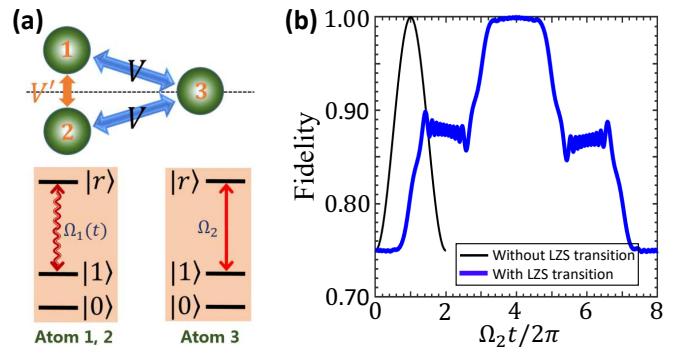 (a)
1
2
3
V
V
V′
|r⟩
|1⟩
|0⟩
Ω₁(t)
Atom 1, 2
|r⟩
|1⟩
|0⟩
Ω₂
Atom 3
(b)
Fidelity
1.00
0.90
0.80
0.70
0 2 4 6 8
Ω₂t/2π
Without LZS transition
With LZS transition